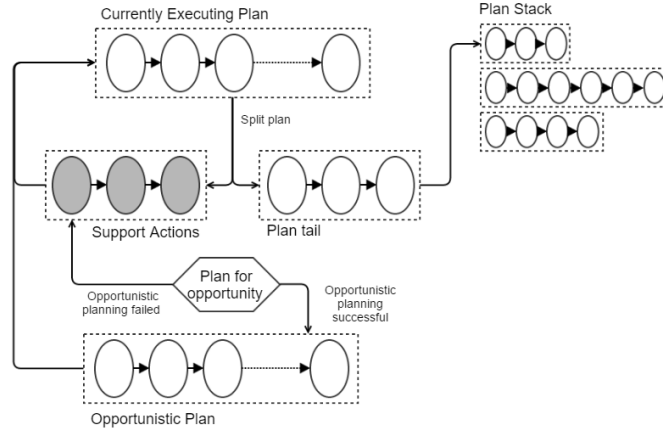 Currently Executing Plan
Plan Stack
Split plan
Support Actions
Plan tail
Plan for
opportunity
Opportunistic
planning failed
Opportunistic
planning
successful
Opportunistic Plan